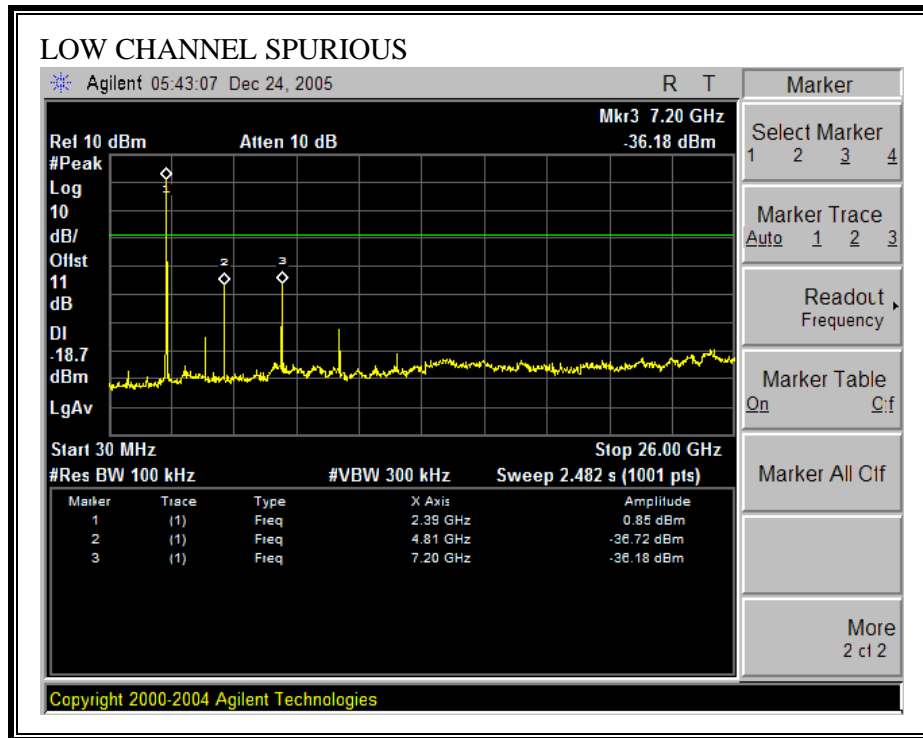 LOW CHANNEL SPURIOUS
Agilent 05:43:07 Dec 24, 2005
R T
Mkr3 7.20 GHz
Ref 10 dBm
Atten 10 dB
-36.18 dBm
#Peak
Log
10
dB/
Offst
11
dB
DI
-18.7
dBm
LgAv
1
2
3
Start 30 MHz
Stop 26.00 GHz
#Res BW 100 kHz
#VBW 300 kHz
Sweep 2.482 s (1001 pts)
Marker Trace Type X Axis Amplitude
1 (1) Freq 2.39 GHz 0.85 dBm
2 (1) Freq 4.81 GHz -36.72 dBm
3 (1) Freq 7.20 GHz -36.18 dBm
Copyright 2000-2004 Agilent Technologies
Marker
Select Marker
1 2 3 4
Marker Trace
Auto 1 2 3
Readout
Frequency
Marker Table
On Off
Marker All Off
More
2 of 2